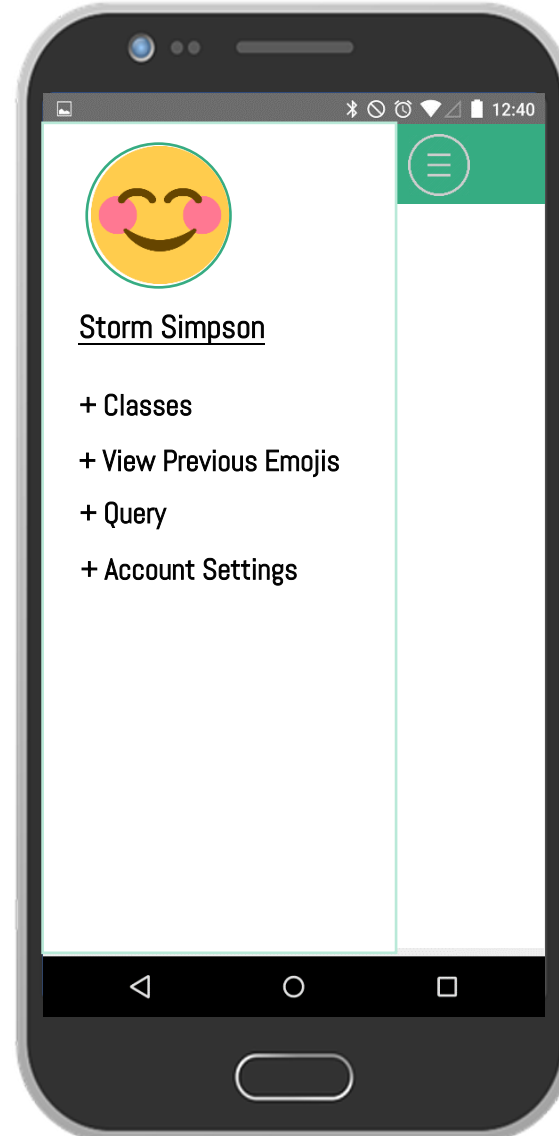 12:40
Storm Simpson
+ Classes
+ View Previous Emojis
+ Query
+ Account Settings